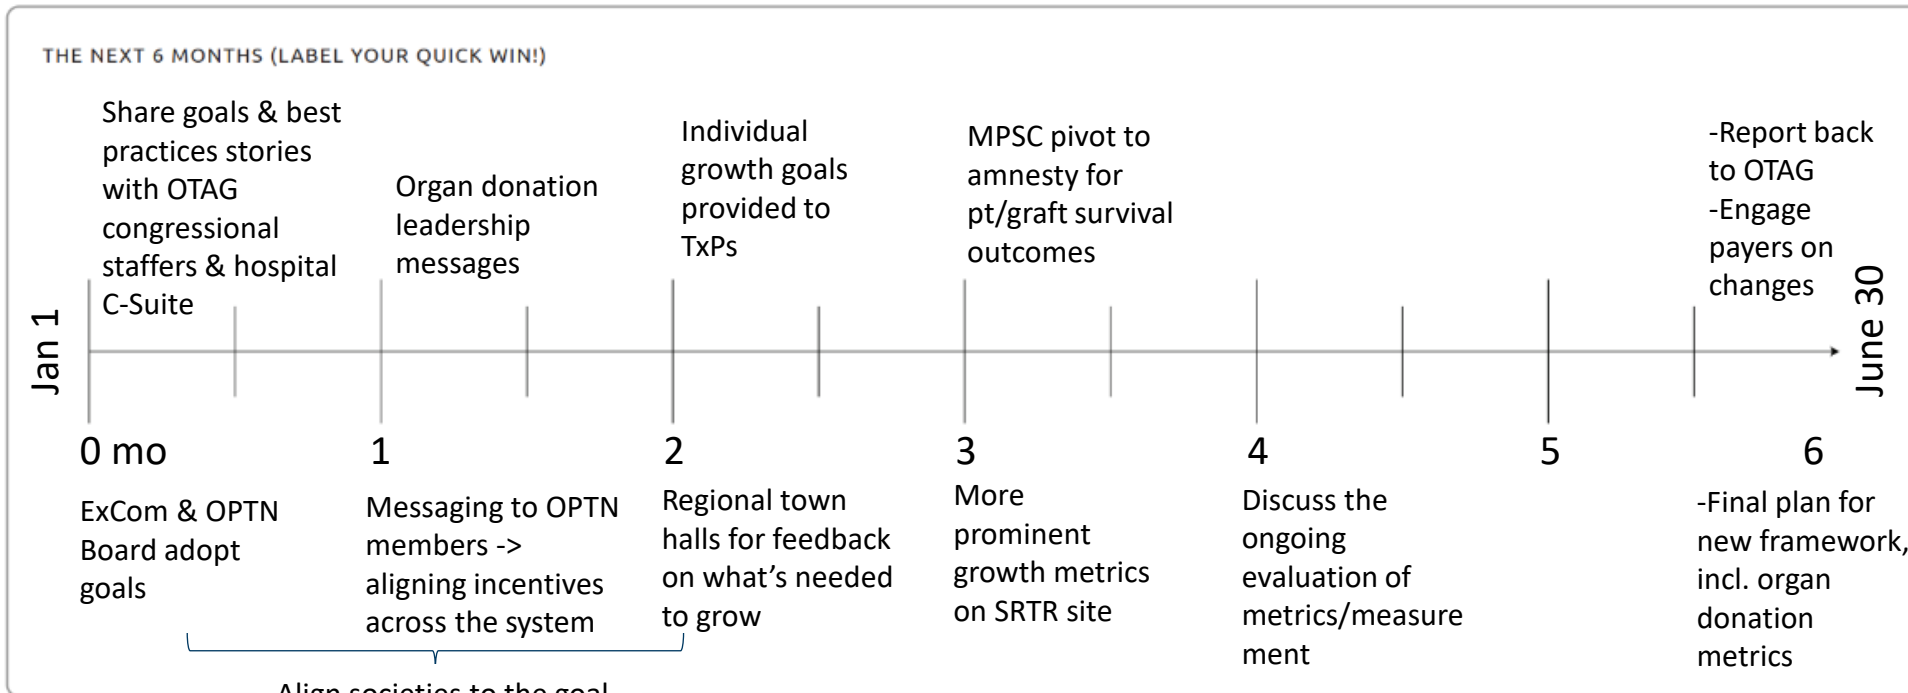 THE NEXT 6 MONTHS (LABEL YOUR QUICK WIN!)
Share goals & best
practices stories
with OTAG
congressional
staffers & hospital
C-Suite
Organ donation
leadership
messages
Individual
growth goals
provided to
TxPs
MPSC pivot to
amnesty for
pt/graft survival
outcomes
-Report back
to OTAG
-Engage
payers on
changes
Jan 1
June 30
0 mo
1
2
3
4
5
6
ExCom & OPTN
Board adopt
goals
Messaging to OPTN
members ->
aligning incentives
across the system
Regional town
halls for feedback
on what's needed
to grow
More
prominent
growth metrics
on SRTR site
Discuss the
ongoing
evaluation of
metrics/measure
ment
-Final plan for
new framework,
incl. organ
donation
metrics
Align societies to the goal